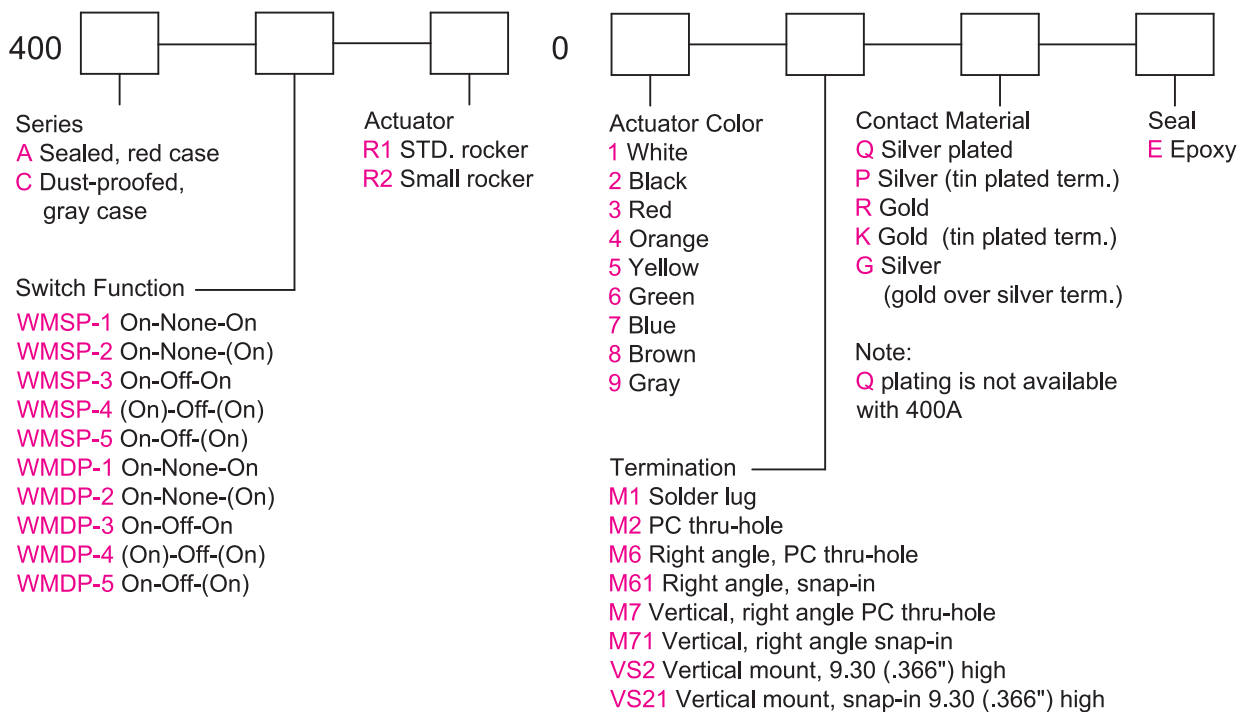 400
0
Series
A Sealed, red case
C Dust-proofed,
gray case
Actuator
R1 STD. rocker
R2 Small rocker
Switch Function
WMSP-1 On-None-On
WMSP-2 On-None-(On)
WMSP-3 On-Off-On
WMSP-4 (On)-Off-(On)
WMSP-5 On-Off-(On)
WMDP-1 On-None-On
WMDP-2 On-None-(On)
WMDP-3 On-Off-On
WMDP-4 (On)-Off-(On)
WMDP-5 On-Off-(On)
Actuator Color
1 White
2 Black
3 Red
4 Orange
5 Yellow
6 Green
7 Blue
8 Brown
9 Gray
Contact Material
Q Silver plated
P Silver (tin plated term.)
R Gold
K Gold (tin plated term.)
G Silver
(gold over silver term.)
Note:
Q plating is not available
with 400A
Seal
E Epoxy
Termination
M1 Solder lug
M2 PC thru-hole
M6 Right angle, PC thru-hole
M61 Right angle, snap-in
M7 Vertical, right angle PC thru-hole
M71 Vertical, right angle snap-in
VS2 Vertical mount, 9.30 (.366") high
VS21 Vertical mount, snap-in 9.30 (.366") high